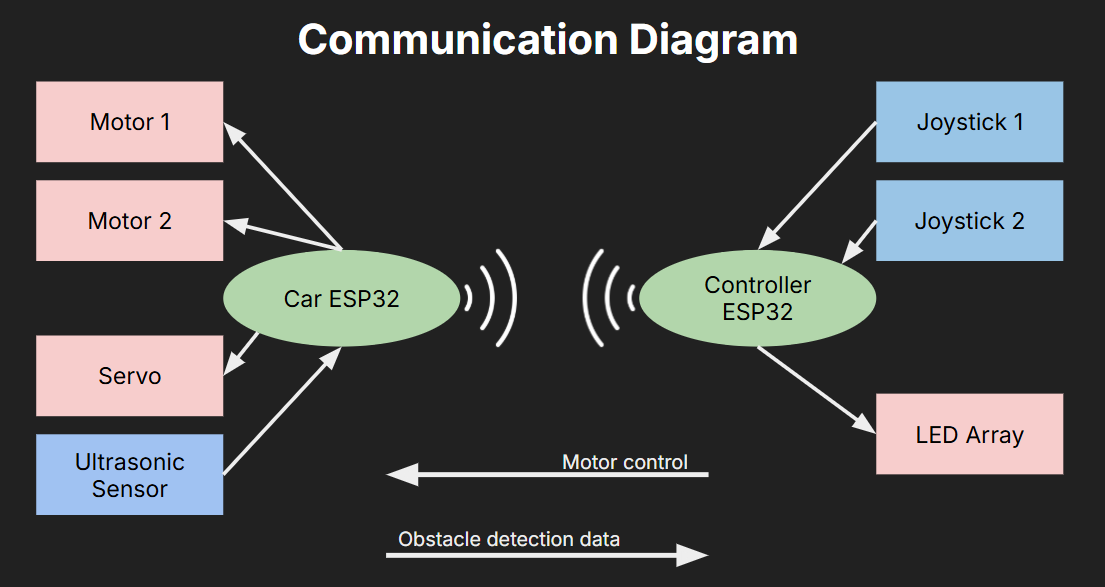 Communication Diagram
Motor 1
Joystick 1
Motor 2
Joystick 2
Car ESP32
Controller
ESP32
Servo
LED Array
Ultrasonic
Sensor
Motor control
Obstacle detection data